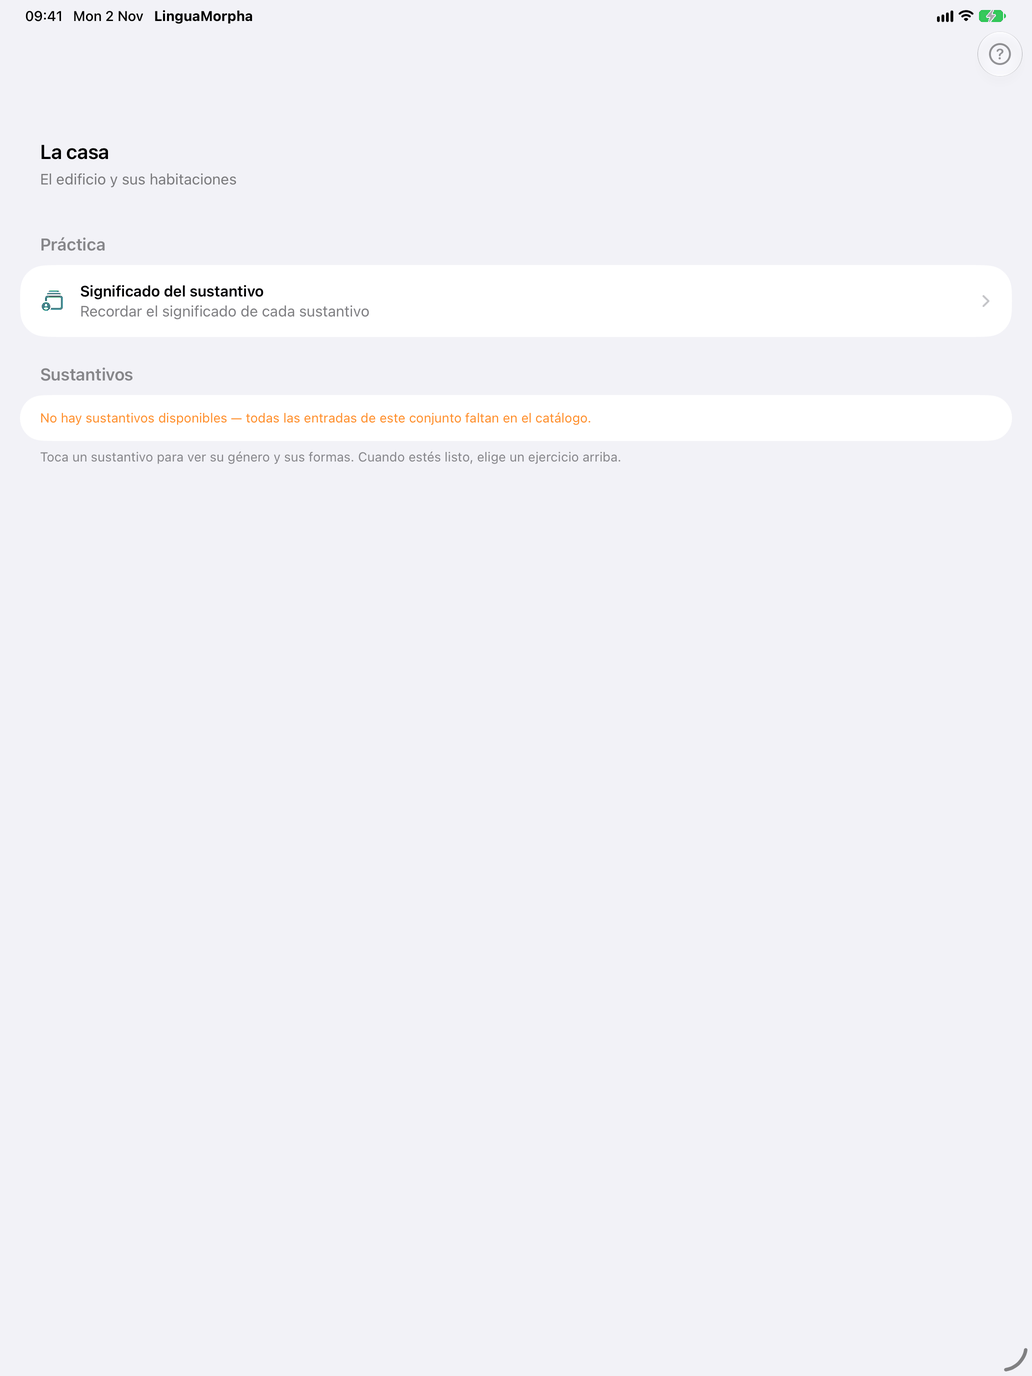 09:41 Mon 2 Nov LinguaMorpha
?
La casa
El edificio y sus habitaciones
Práctica
Significado del sustantivo
Recordar el significado de cada sustantivo
Sustantivos
No hay sustantivos disponibles — todas las entradas de este conjunto faltan en el catálogo.
Toca un sustantivo para ver su género y sus formas. Cuando estés listo, elige un ejercicio arriba.